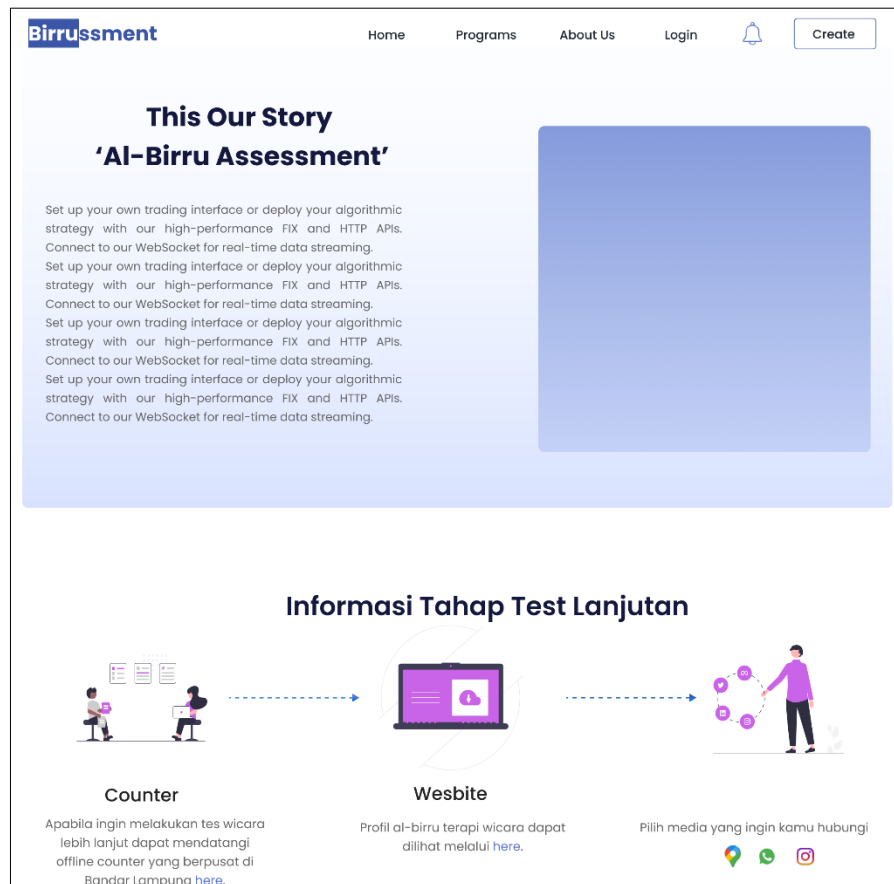 Birrussment
Home
Programs
About Us
Login
Create
This Our Story
‘Al-Birru Assessment’
Set up your own trading interface or deploy your algorithmic
strategy with our high-performance FIX and HTTP APIs.
Connect to our WebSocket for real-time data streaming.
Set up your own trading interface or deploy your algorithmic
strategy with our high-performance FIX and HTTP APIs.
Connect to our WebSocket for real-time data streaming.
Set up your own trading interface or deploy your algorithmic
strategy with our high-performance FIX and HTTP APIs.
Connect to our WebSocket for real-time data streaming.
Set up your own trading interface or deploy your algorithmic
strategy with our high-performance FIX and HTTP APIs.
Connect to our WebSocket for real-time data streaming.
Informasi Tahap Test Lanjutan
Counter
Apabila ingin melakukan tes wicara
lebih lanjut dapat mendatangi
offline counter yang berpusat di
Bandar Lampung here.
Wesbite
Profil al-birru terapi wicara dapat
dilihat melalui here.
Pilih media yang ingin kamu hubungi